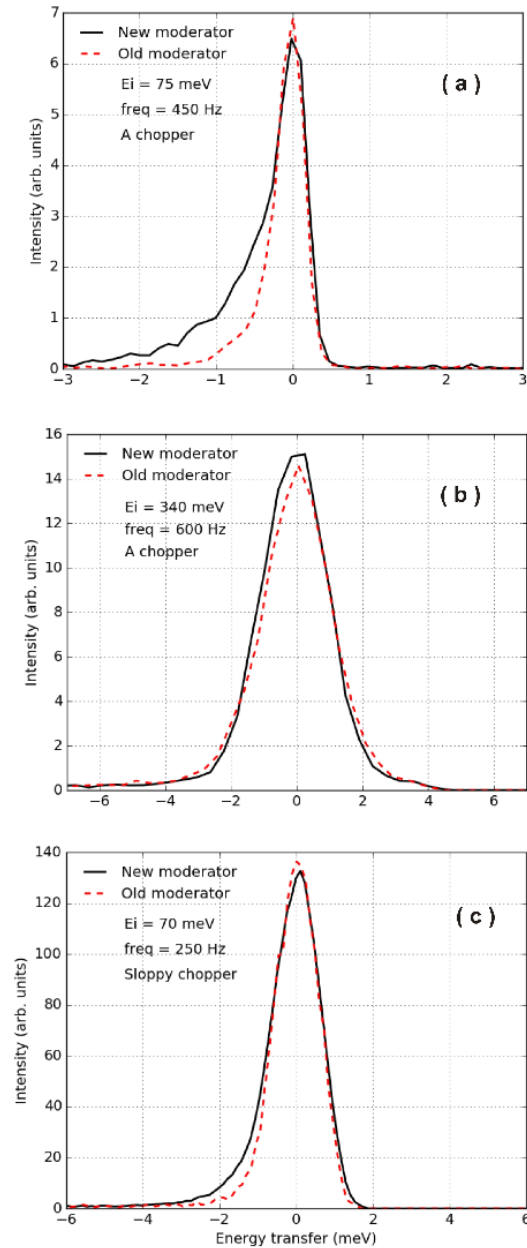 7
New moderator
Old moderator
6
Ei = 75 meV
( a )
freq = 450 Hz
5
A chopper
4
3
2
1
0
−3 −2 −1 0 1 2 3
Intensity (arb. units)
16
New moderator
14
Old moderator
Ei = 340 meV
( b )
12
freq = 600 Hz
A chopper
10
8
6
4
2
0
−6 −4 −2 0 2 4 6
Intensity (arb. units)
140
New moderator
Old moderator
120
Ei = 70 meV
( c )
freq = 250 Hz
100
Sloppy chopper
80
60
40
20
0
−6 −4 −2 0 2 4 6
Intensity (arb. units)
Energy transfer (meV)